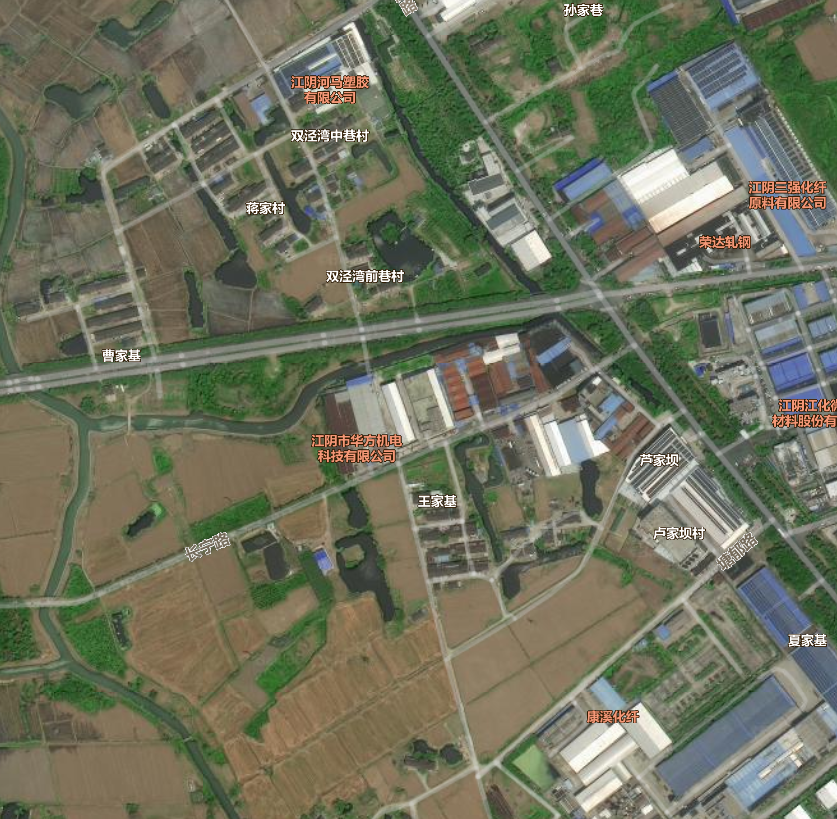 孙家巷
路
江阴河马塑胶
有限公司
双泾湾中巷村
江阴三强化纤
原料有限公司
蒋家村
荣达轧钢
双泾湾前巷村
曹家基
江阴江化微
材料股份有
江阴市华方机电
科技有限公司
芦家坝
王家基
卢家坝村
长字路
夏家基
康溪化纤